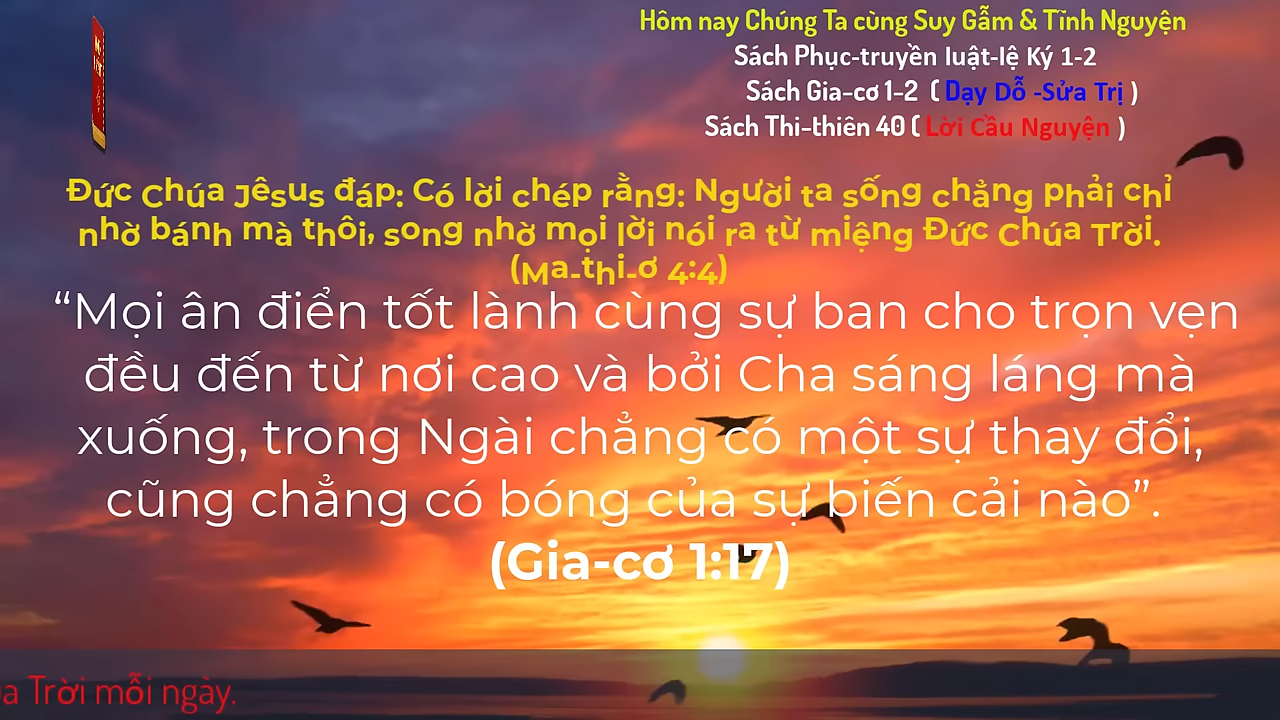 Hôm nay Chúng Ta cùng Suy Gẫm & Tĩnh Nguyện
Sách Phục-truyền luật-lệ Ký 1-2
Sách Gia-cơ 1-2 ( Dạy Dỗ -Sửa Trị )
Sách Thi-thiên 40 ( Lời Cầu Nguyện )
Đức Chúa Jêsus đáp: Có lời chép rằng: Người ta sống chẳng phải chỉ
nhờ bánh mà thôi, song nhờ mọi lời nói ra từ miệng Đức Chúa Trời.
(Ma-thi-ơ 4:4)
“Mọi ân điển tốt lành cùng sự ban cho trọn vẹn
đều đến từ nơi cao và bởi Cha sáng láng mà
xuống, trong Ngài chẳng có một sự thay đổi,
cũng chẳng có bóng của sự biến cải nào”.
(Gia-cơ 1:17)
Trời mỗi ngày.